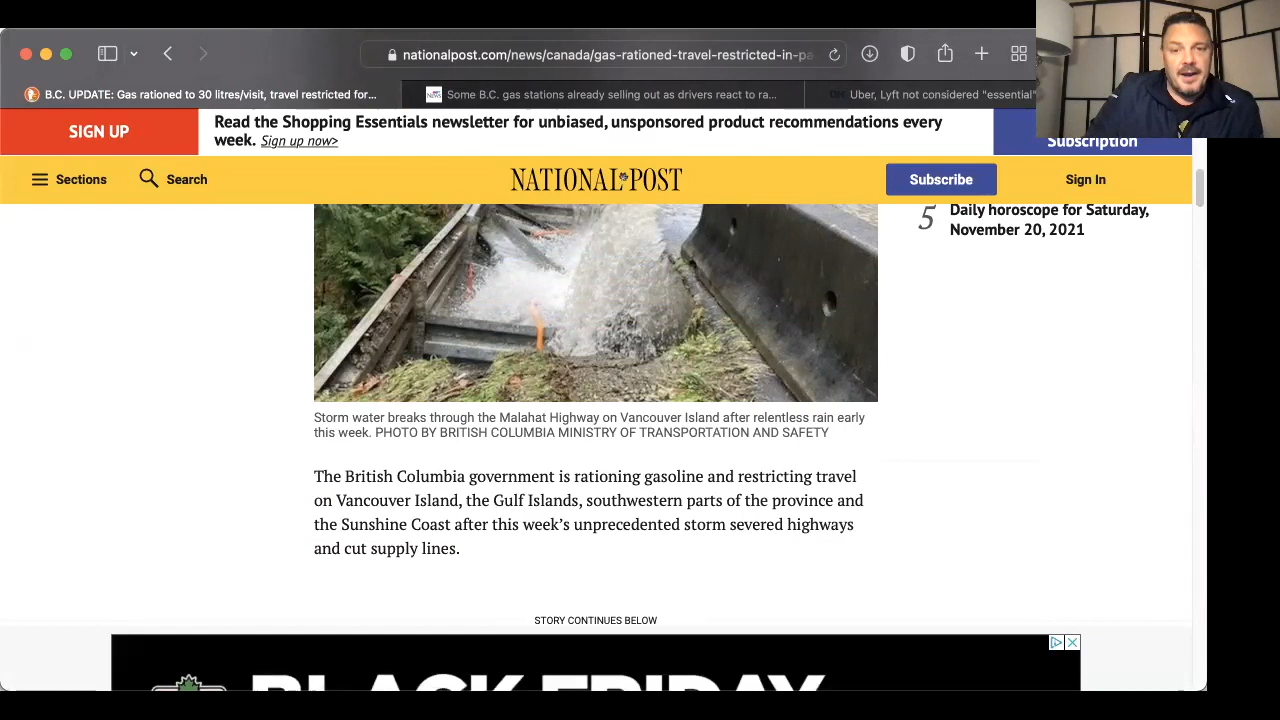 nationalpost.com/news/canada/gas-rationed-travel-restricted-in-pa
B.C. UPDATE: Gas rationed to 30 litres/visit, travel restricted for...
Some B.C. gas stations already selling out as drivers react to ra...
Uber, Lyft not considered "essential"
SIGN UP
Read the Shopping Essentials newsletter for unbiased, unsponsored product recommendations every
week. Sign up now>
Subscription
Sections
Search
NATIONAL POST
Subscribe
Sign In
5
Daily horoscope for Saturday,
November 20, 2021
Storm water breaks through the Malahat Highway on Vancouver Island after relentless rain early
this week. PHOTO BY BRITISH COLUMBIA MINISTRY OF TRANSPORTATION AND SAFETY
The British Columbia government is rationing gasoline and restricting travel
on Vancouver Island, the Gulf Islands, southwestern parts of the province and
the Sunshine Coast after this week’s unprecedented storm severed highways
and cut supply lines.
STORY CONTINUES BELOW
BLACK FRIDAY